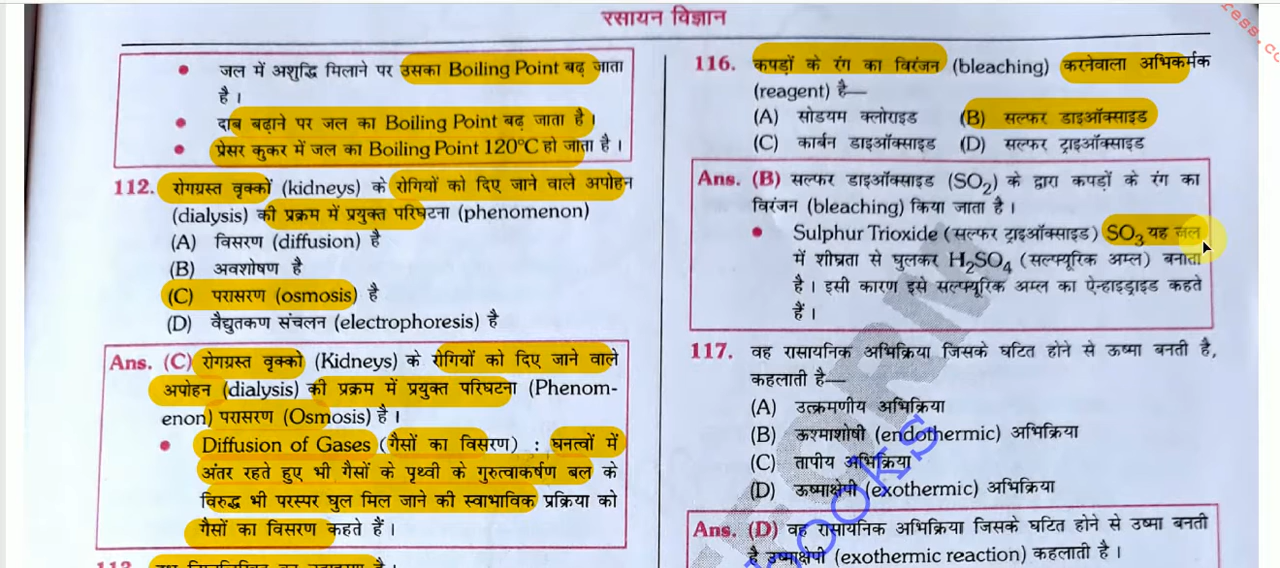 रसायन विज्ञान
ress.co
• जल में अशुद्धि मिलाने पर उसका Boiling Point बढ़ जाता
है।
• दाब बढ़ाने पर जल का Boiling Point बढ़ जाता है।
• प्रेसर कुकर में जल का Boiling Point 120°C हो जाता है।
112. रोगग्रस्त वृक्कों (kidneys) के रोगियों को दिए जाने वाले अपोहन
(dialysis) की प्रक्रम में प्रयुक्त परिघटना (phenomenon)
(A) विसरण (diffusion) है
(B) अवशोषण है
(C) परासरण (osmosis) है
(D) वैद्युतकण संचलन (electrophoresis) है
Ans. (C) रोगग्रस्त वृक्को (Kidneys) के रोगियों को दिए जाने वाले
अपोहन (dialysis) की प्रक्रम में प्रयुक्त परिघटना (Phenom-
enon) परासरण (Osmosis) है।
• Diffusion of Gases (गैसों का विसरण) : घनत्वों में
अंतर रहते हुए भी गैसों के पृथ्वी के गुरुत्वाकर्षण बल के
विरुद्ध भी परस्पर घुल मिल जाने की स्वाभाविक प्रक्रिया को
गैसों का विसरण कहते हैं।
116. कपड़ों के रंग का विरंजन (bleaching) करनेवाला अभिकर्मक
(reagent) है—
(A) सोडयम क्लोराइड (B) सल्फर डाइऑक्साइड
(C) कार्बन डाइऑक्साइड (D) सल्फर ट्राइऑक्साइड
Ans. (B) सल्फर डाइऑक्साइड (SO₂) के द्वारा कपड़ों के रंग का
विरंजन (bleaching) किया जाता है।
• Sulphur Trioxide (सल्फर ट्राइऑक्साइड) SO₃ यह जल
में शीघ्रता से घुलकर H₂SO₄ (सल्फ्यूरिक अम्ल) बनाता
है। इसी कारण इसे सल्फ्यूरिक अम्ल का ऐन्हाइड्राइड कहते
हैं।
117. वह रासायनिक अभिक्रिया जिसके घटित होने से ऊष्मा बनती है,
कहलाती है—
(A) उत्क्रमणीय अभिक्रिया
(B) ऊश्माशोषी (endothermic) अभिक्रिया
(C) तापीय अभिक्रिया
(D) ऊष्माक्षेपी (exothermic) अभिक्रिया
Ans. (D) वह रासायनिक अभिक्रिया जिसके घटित होने से उष्मा बनती
है उष्माक्षेपी (exothermic reaction) कहलाती है।
BOOKS